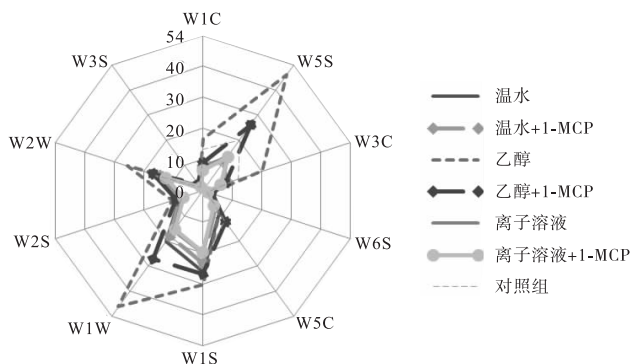 W1C
54
W3S
W5S
40
30
W2W
20
W3C
10
0
W2S
W6S
W1W
W5C
W1S
温水
温水+1-MCP
乙醇
乙醇+1-MCP
离子溶液
离子溶液+1-MCP
对照组